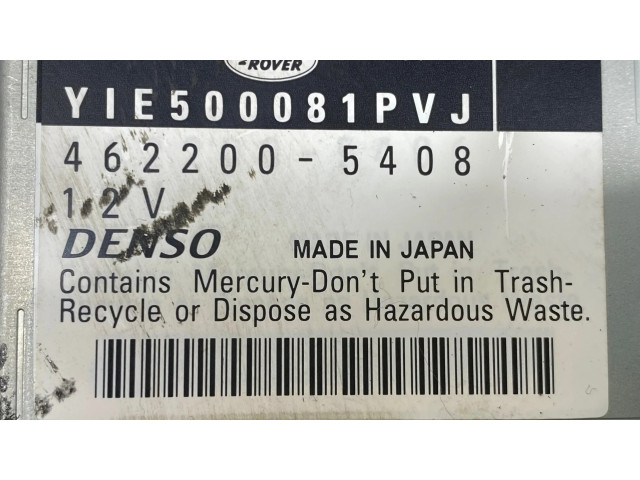 ROVER
YIE500081PVJ
462200-5408
12V
DENSO MADE IN JAPAN
Contains Mercury-Don't Put in Trash-
Recycle or Dispose as Hazardous Waste.